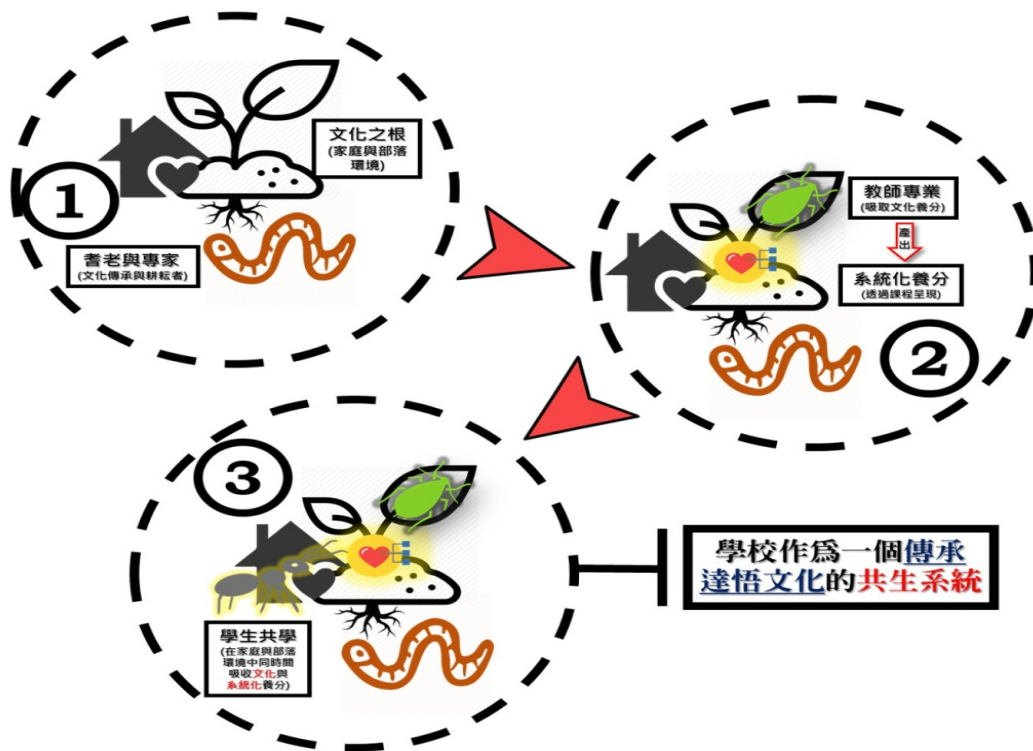 1
文化之根
(家庭與部落
環境)
耆老與專家
(文化傳承與耕耘者)
2
教師專業
(吸取文化養分)
產出
系統化養分
(透過課程呈現)
3
學生共學
(在家庭與部落
環境中同時間
吸收文化與
系統化養分)
學校作為一個傳承
達悟文化的共生系統